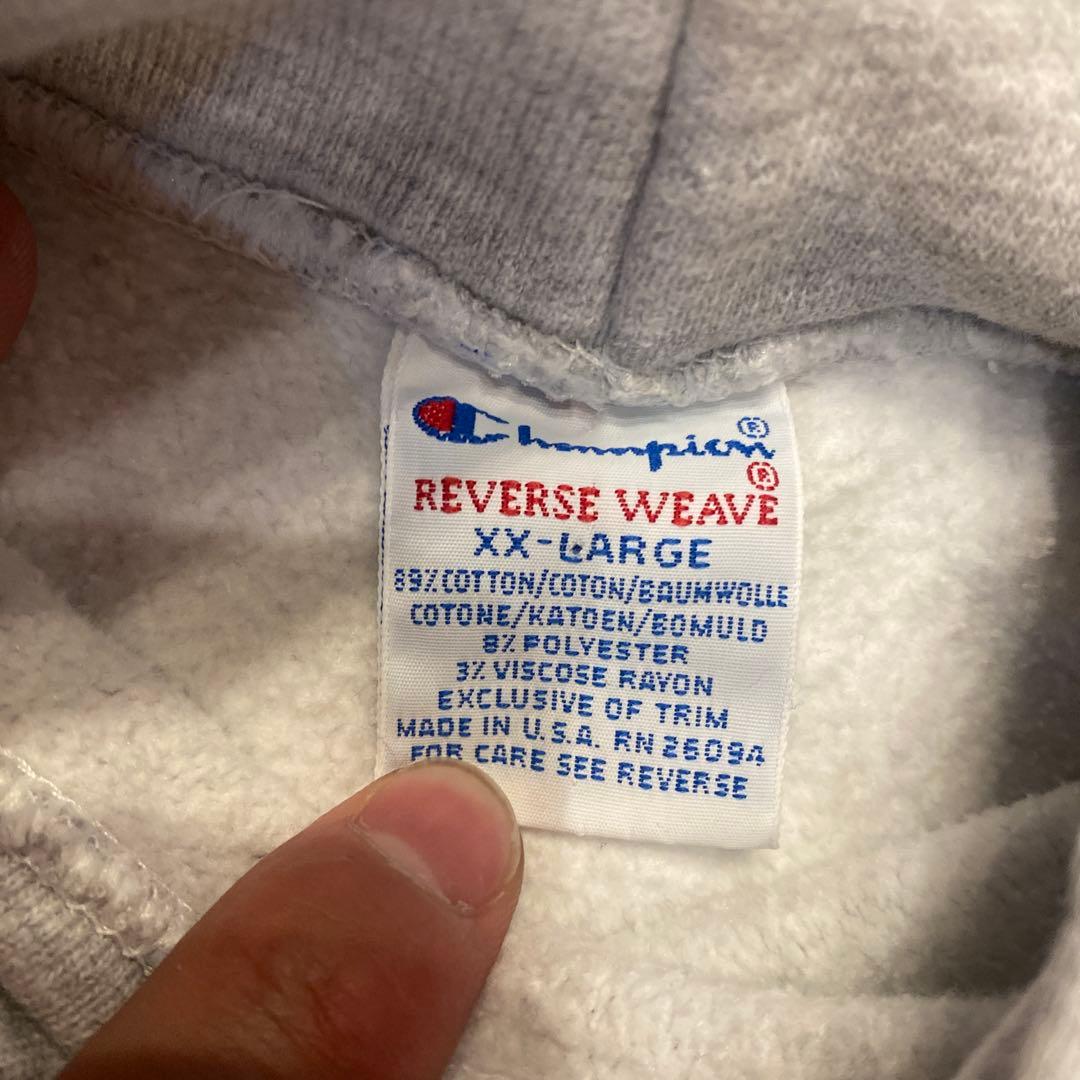 Champion®
REVERSE WEAVE®
XX-LARGE
89% COTTON/COTON/BAUMWOLLE
COTONE/KATOEN/BOMULD
8% POLYESTER
3% VISCOSE RAYON
EXCLUSIVE OF TRIM
MADE IN U.S.A. RN 26094
FOR CARE SEE REVERSE